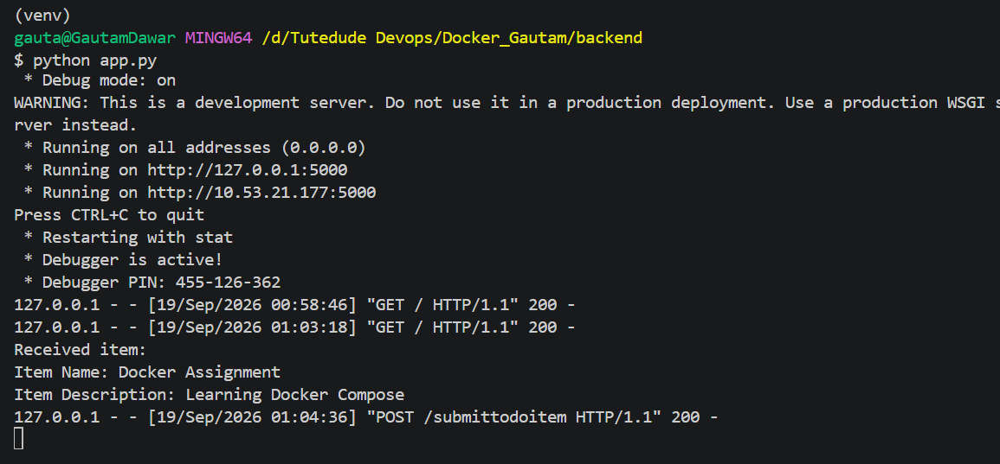 (venv)
gauta@GautamDawar MINGW64 /d/Tutedude Devops/Docker_Gautam/backend
$ python app.py
 * Debug mode: on
WARNING: This is a development server. Do not use it in a production deployment. Use a production WSGI s
rver instead.
 * Running on all addresses (0.0.0.0)
 * Running on http://127.0.0.1:5000
 * Running on http://10.53.21.177:5000
Press CTRL+C to quit
 * Restarting with stat
 * Debugger is active!
 * Debugger PIN: 455-126-362
127.0.0.1 - - [19/Sep/2026 00:58:46] "GET / HTTP/1.1" 200 -
127.0.0.1 - - [19/Sep/2026 01:03:18] "GET / HTTP/1.1" 200 -
Received item:
Item Name: Docker Assignment
Item Description: Learning Docker Compose
127.0.0.1 - - [19/Sep/2026 01:04:36] "POST /submittodoitem HTTP/1.1" 200 -